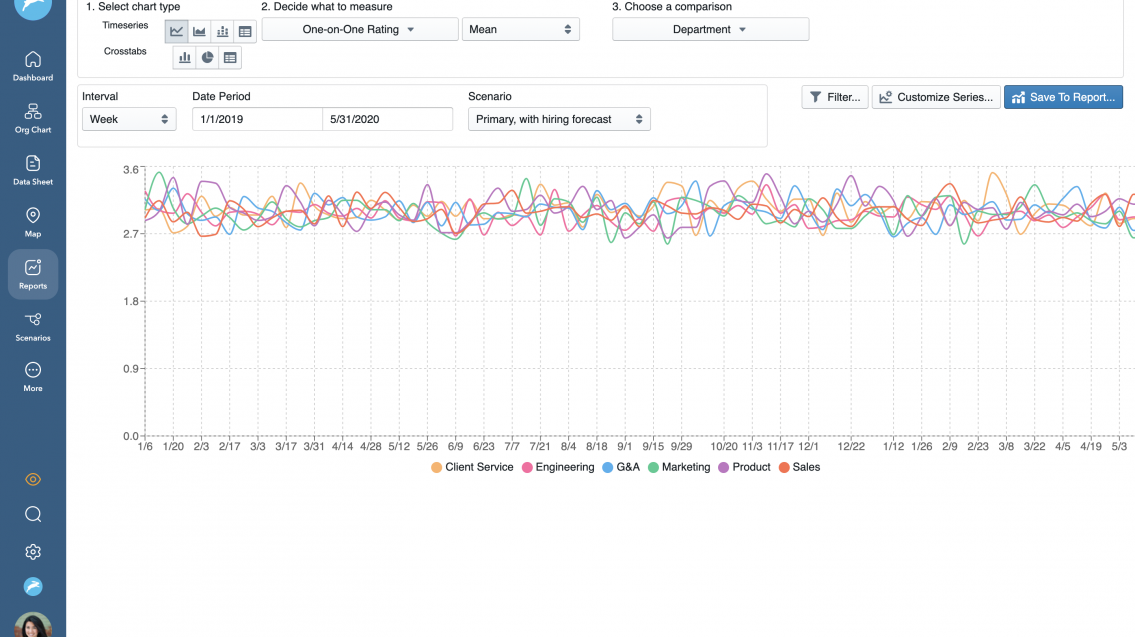 1. Select chart type
2. Decide what to measure
3. Choose a comparison
Timeseries
One-on-One Rating
Mean
Department
Crosstabs
Dashboard
Org Chart
Data Sheet
Map
Reports
Scenarios
More
Interval
Date Period
Scenario
Week
1/1/2019
5/31/2020
Primary, with hiring forecast
Filter...
Customize Series...
Save To Report...
3.6
2.7
1.8
0.9
0.0
1/6 1/20 2/3 2/17 3/3 3/17 3/31 4/14 4/28 5/12 5/26 6/9 6/23 7/7 7/21 8/4 8/18 9/1 9/15 9/29 10/20 11/3 11/17 12/1 12/22 1/12 1/26 2/9 2/23 3/8 3/22 4/5 4/19 5/3
Client Service Engineering G&A Marketing Product Sales